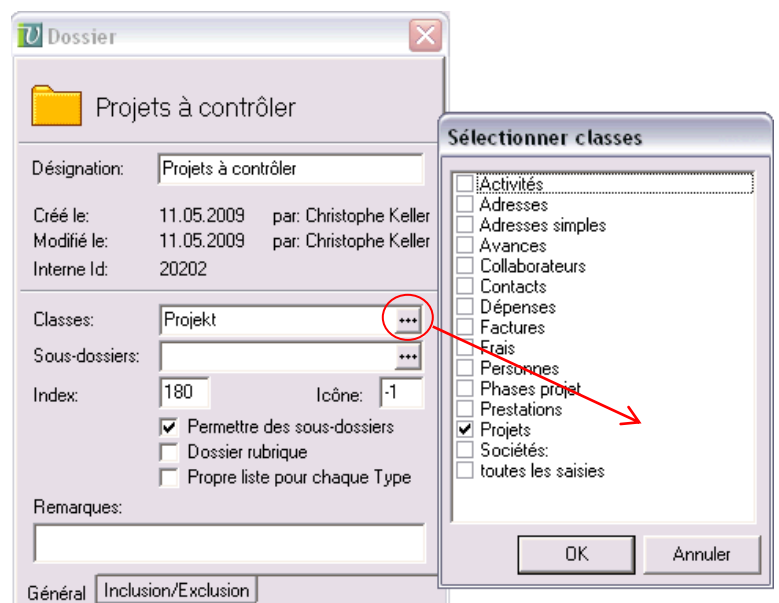 Dossier
Projets à contrôler
Désignation: Projets à contrôler
Créé le: 11.05.2009 par: Christophe Keller
Modifié le: 11.05.2009 par: Christophe Keller
Interne Id: 20202
Classes: Projekt ...
Sous-dossiers: ...
Index: 180 Icône: -1
Permettre des sous-dossiers
Dossier rubrique
Propre liste pour chaque Type
Remarques:
Général Inclusion/Exclusion
Sélectionner classes
Activités
Adresses
Adresses simples
Avances
Collaborateurs
Contacts
Dépenses
Factures
Frais
Personnes
Phases projet
Prestations
Projets
Sociétés:
toutes les saisies
OK Annuler